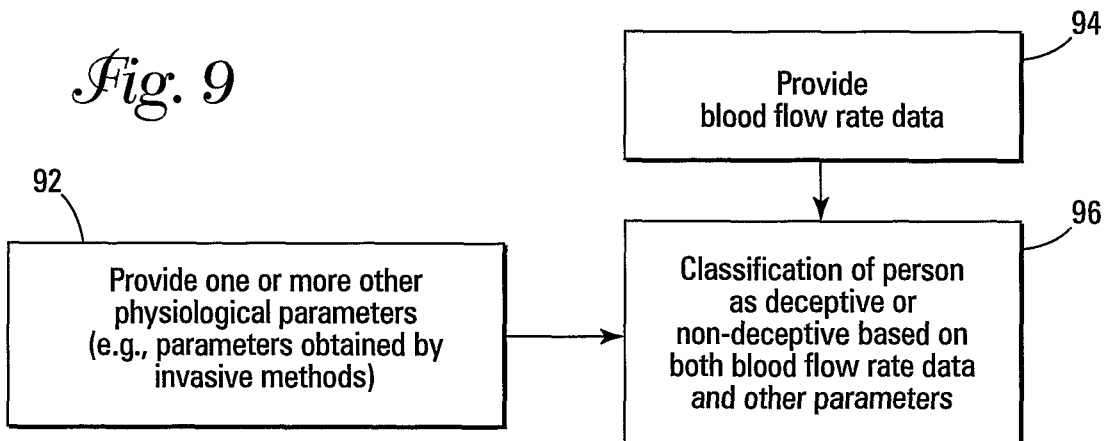 Fig. 9
94
Provide
blood flow rate data
92
Provide one or more other
physiological parameters
(e.g., parameters obtained by
invasive methods)
96
Classification of person
as deceptive or
non-deceptive based on
both blood flow rate data
and other parameters